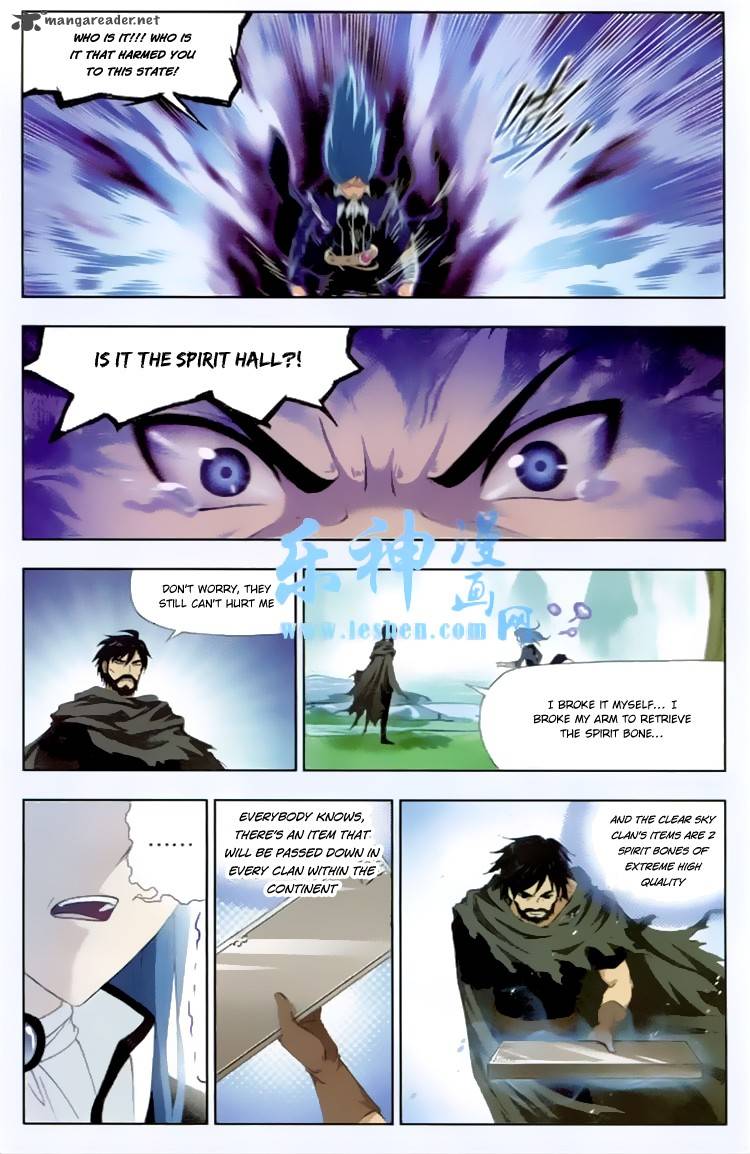 mangareader.net
WHO IS IT!!! WHO IS
IT THAT HARMED YOU
TO THIS STATE!
IS IT THE SPIRIT HALL?!
乐神漫画网
www.leshen.com
DON'T WORRY, THEY
STILL CAN'T HURT ME
I BROKE IT MYSELF... I
BROKE MY ARM TO RETRIEVE
THE SPIRIT BONE...
......
EVERYBODY KNOWS,
THERE'S AN ITEM THAT
WILL BE PASSED DOWN IN
EVERY CLAN WITHIN THE
CONTINENT
AND THE CLEAR SKY
CLAN'S ITEMS ARE 2
SPIRIT BONES OF
EXTREME HIGH
QUALITY